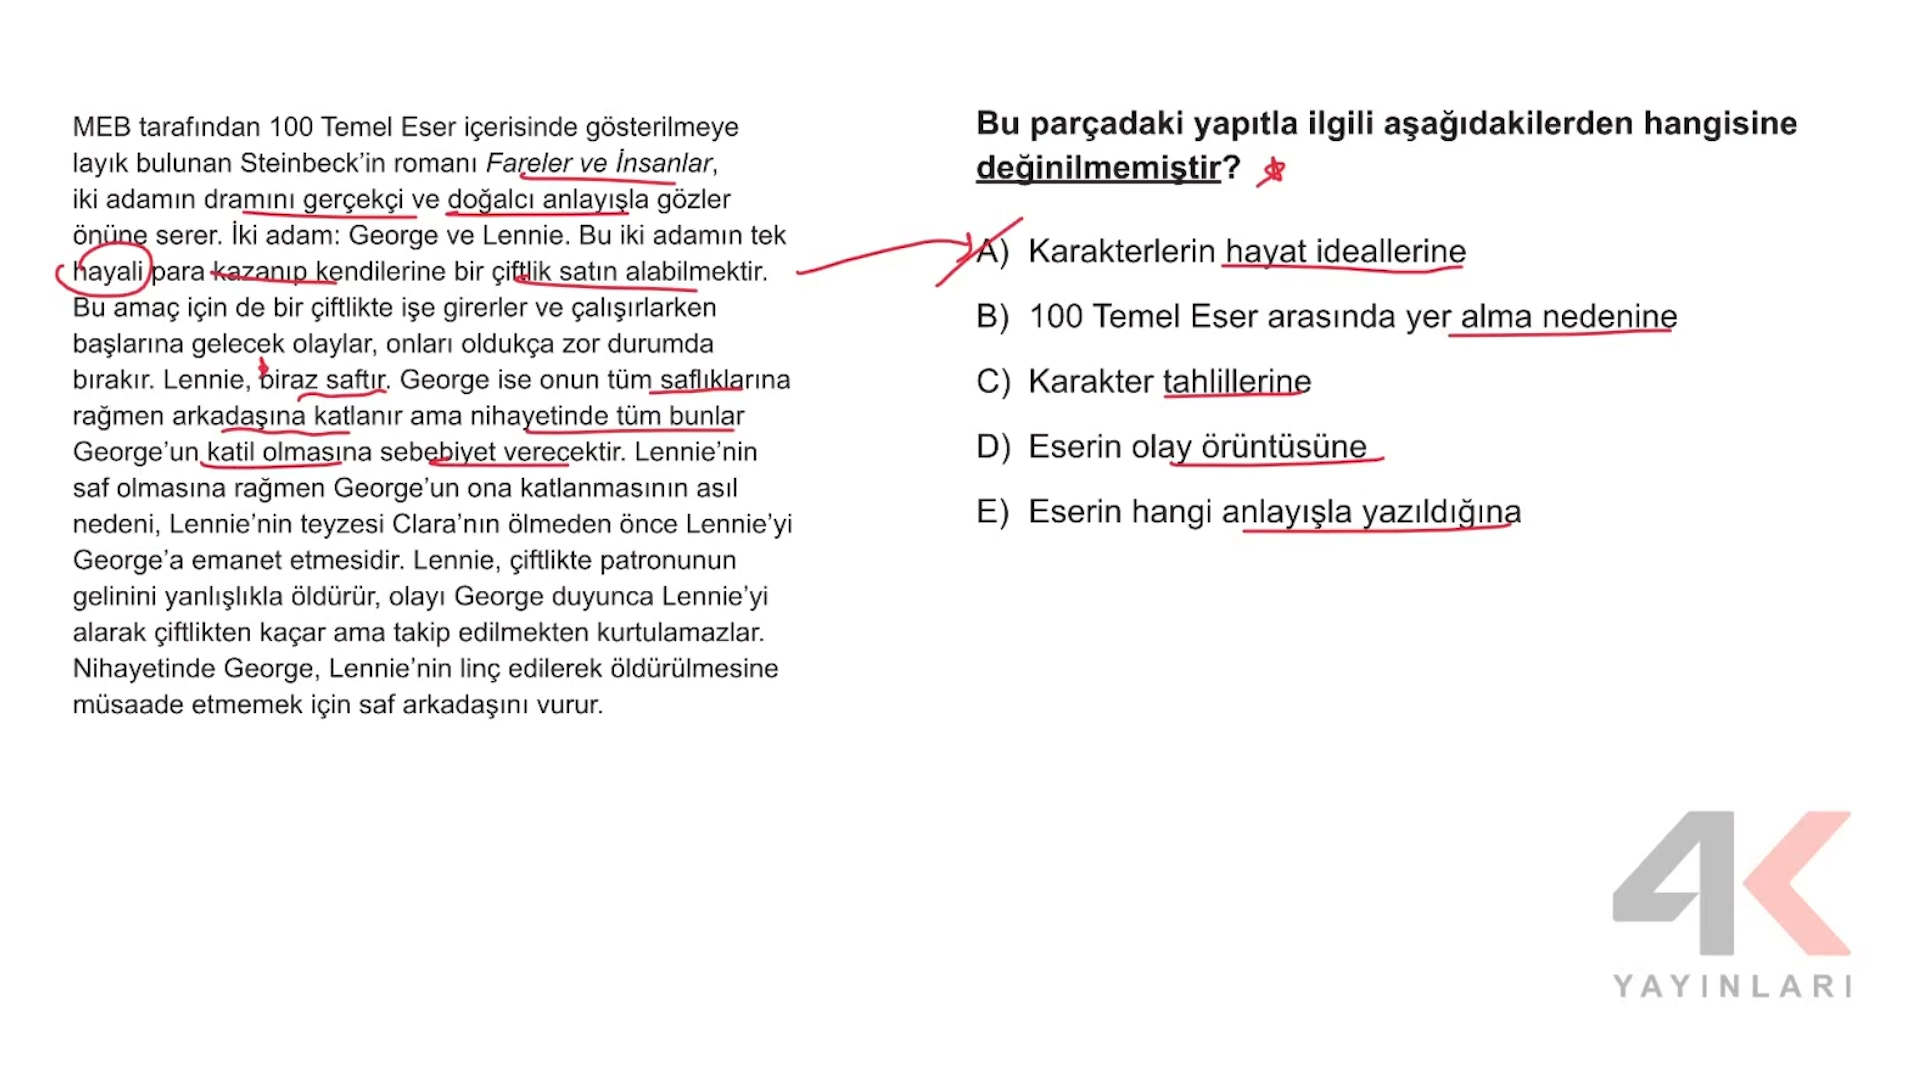 MEB tarafından 100 Temel Eser içerisinde gösterilmeye
layık bulunan Steinbeck’in romanı Fareler ve İnsanlar,
iki adamın dramını gerçekçi ve doğalcı anlayışla gözler
önüne serer. İki adam: George ve Lennie. Bu iki adamın tek
hayali para kazanıp kendilerine bir çiftlik satın alabilmektir.
Bu amaç için de bir çiftlikte işe girerler ve çalışırlarken
başlarına gelecek olaylar, onları oldukça zor durumda
bırakır. Lennie, biraz saftır. George ise onun tüm saflıklarına
rağmen arkadaşına katlanır ama nihayetinde tüm bunlar
George’un katil olmasına sebebiyet verecektir. Lennie’nin
saf olmasına rağmen George’un ona katlanmasının asıl
nedeni, Lennie’nin teyzesi Clara’nın ölmeden önce Lennie’yi
George’a emanet etmesidir. Lennie, çiftlikte patronunun
gelinini yanlışlıkla öldürür, olayı George duyunca Lennie’yi
alarak çiftlikten kaçar ama takip edilmekten kurtulamazlar.
Nihayetinde George, Lennie’nin linç edilerek öldürülmesine
müsaade etmemek için saf arkadaşını vurur.
Bu parçadaki yapıtla ilgili aşağıdakilerden hangisine
değinilmemiştir?
A) Karakterlerin hayat ideallerine
B) 100 Temel Eser arasında yer alma nedenine
C) Karakter tahlillerine
D) Eserin olay örüntüsüne
E) Eserin hangi anlayışla yazıldığına
4K
YAYINLARI